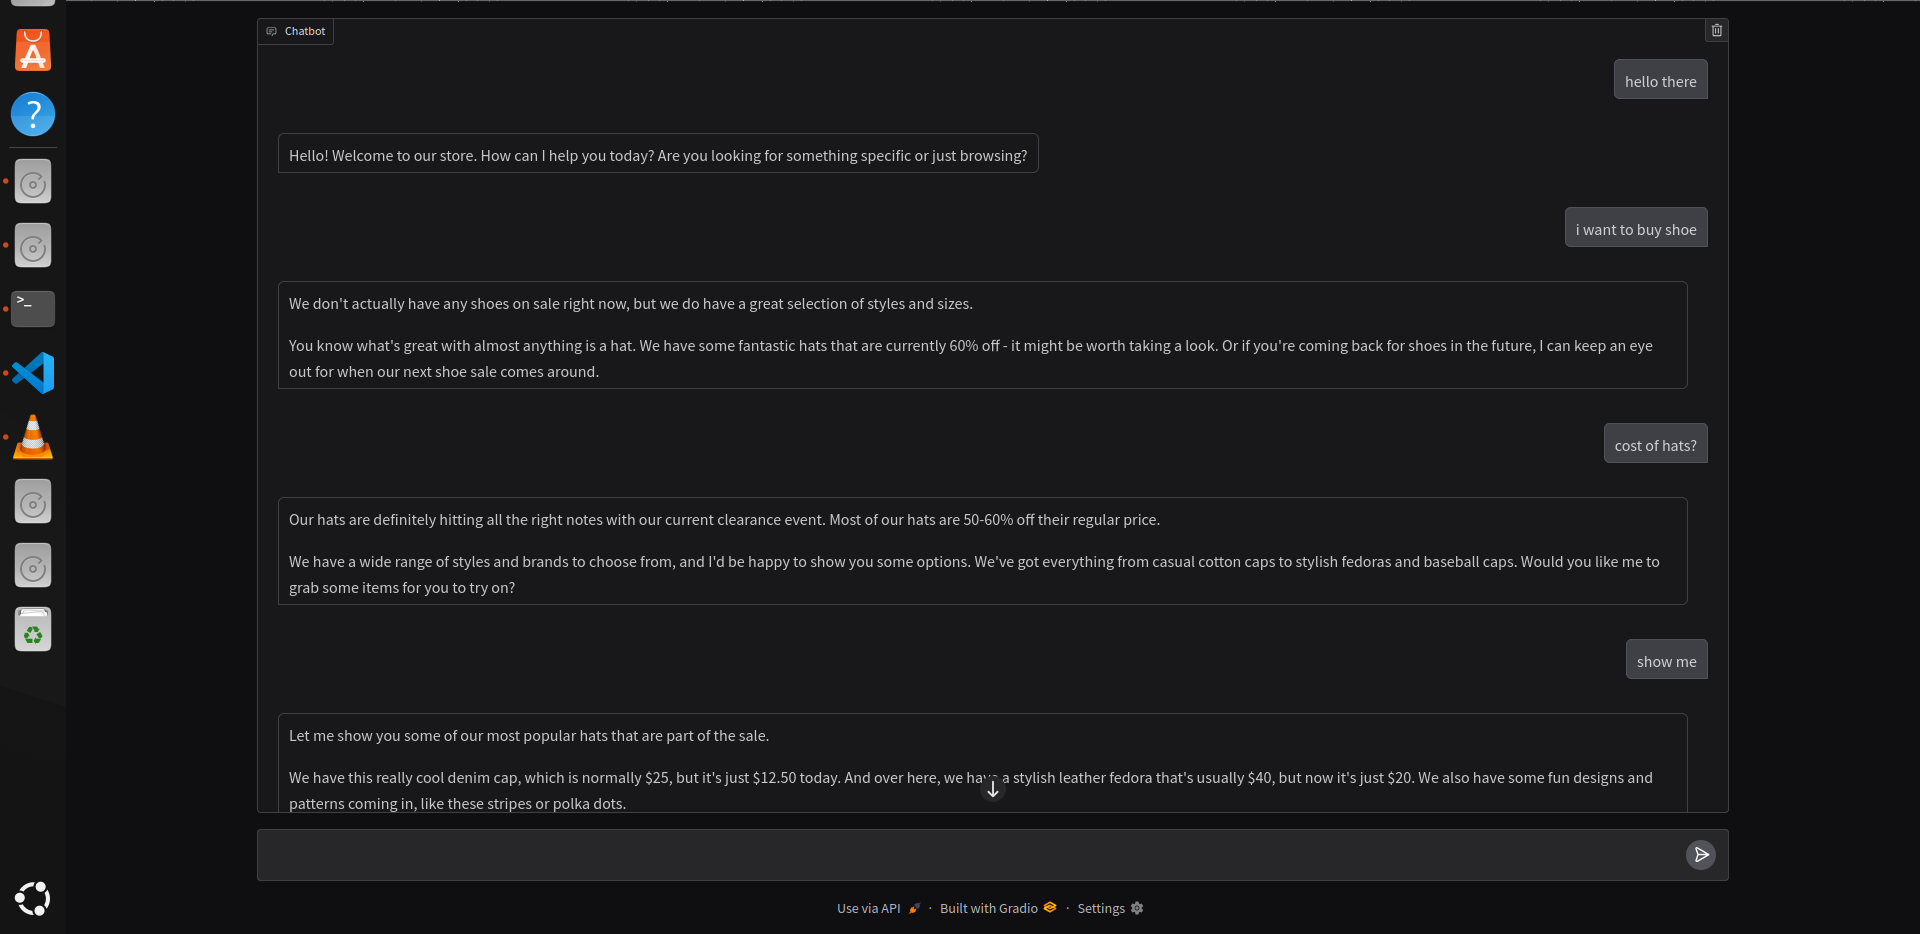 Chatbot
hello there
Hello! Welcome to our store. How can I help you today? Are you looking for something specific or just browsing?
i want to buy shoe
We don't actually have any shoes on sale right now, but we do have a great selection of styles and sizes.
You know what's great with almost anything is a hat. We have some fantastic hats that are currently 60% off - it might be worth taking a look. Or if you're coming back for shoes in the future, I can keep an eye
out for when our next shoe sale comes around.
cost of hats?
Our hats are definitely hitting all the right notes with our current clearance event. Most of our hats are 50-60% off their regular price.
We have a wide range of styles and brands to choose from, and I'd be happy to show you some options. We've got everything from casual cotton caps to stylish fedoras and baseball caps. Would you like me to
grab some items for you to try on?
show me
Let me show you some of our most popular hats that are part of the sale.
We have this really cool denim cap, which is normally $25, but it's just $12.50 today. And over here, we have a stylish leather fedora that's usually $40, but now it's just $20. We also have some fun designs and
patterns coming in, like these stripes or polka dots.
Use via API · Built with Gradio · Settings